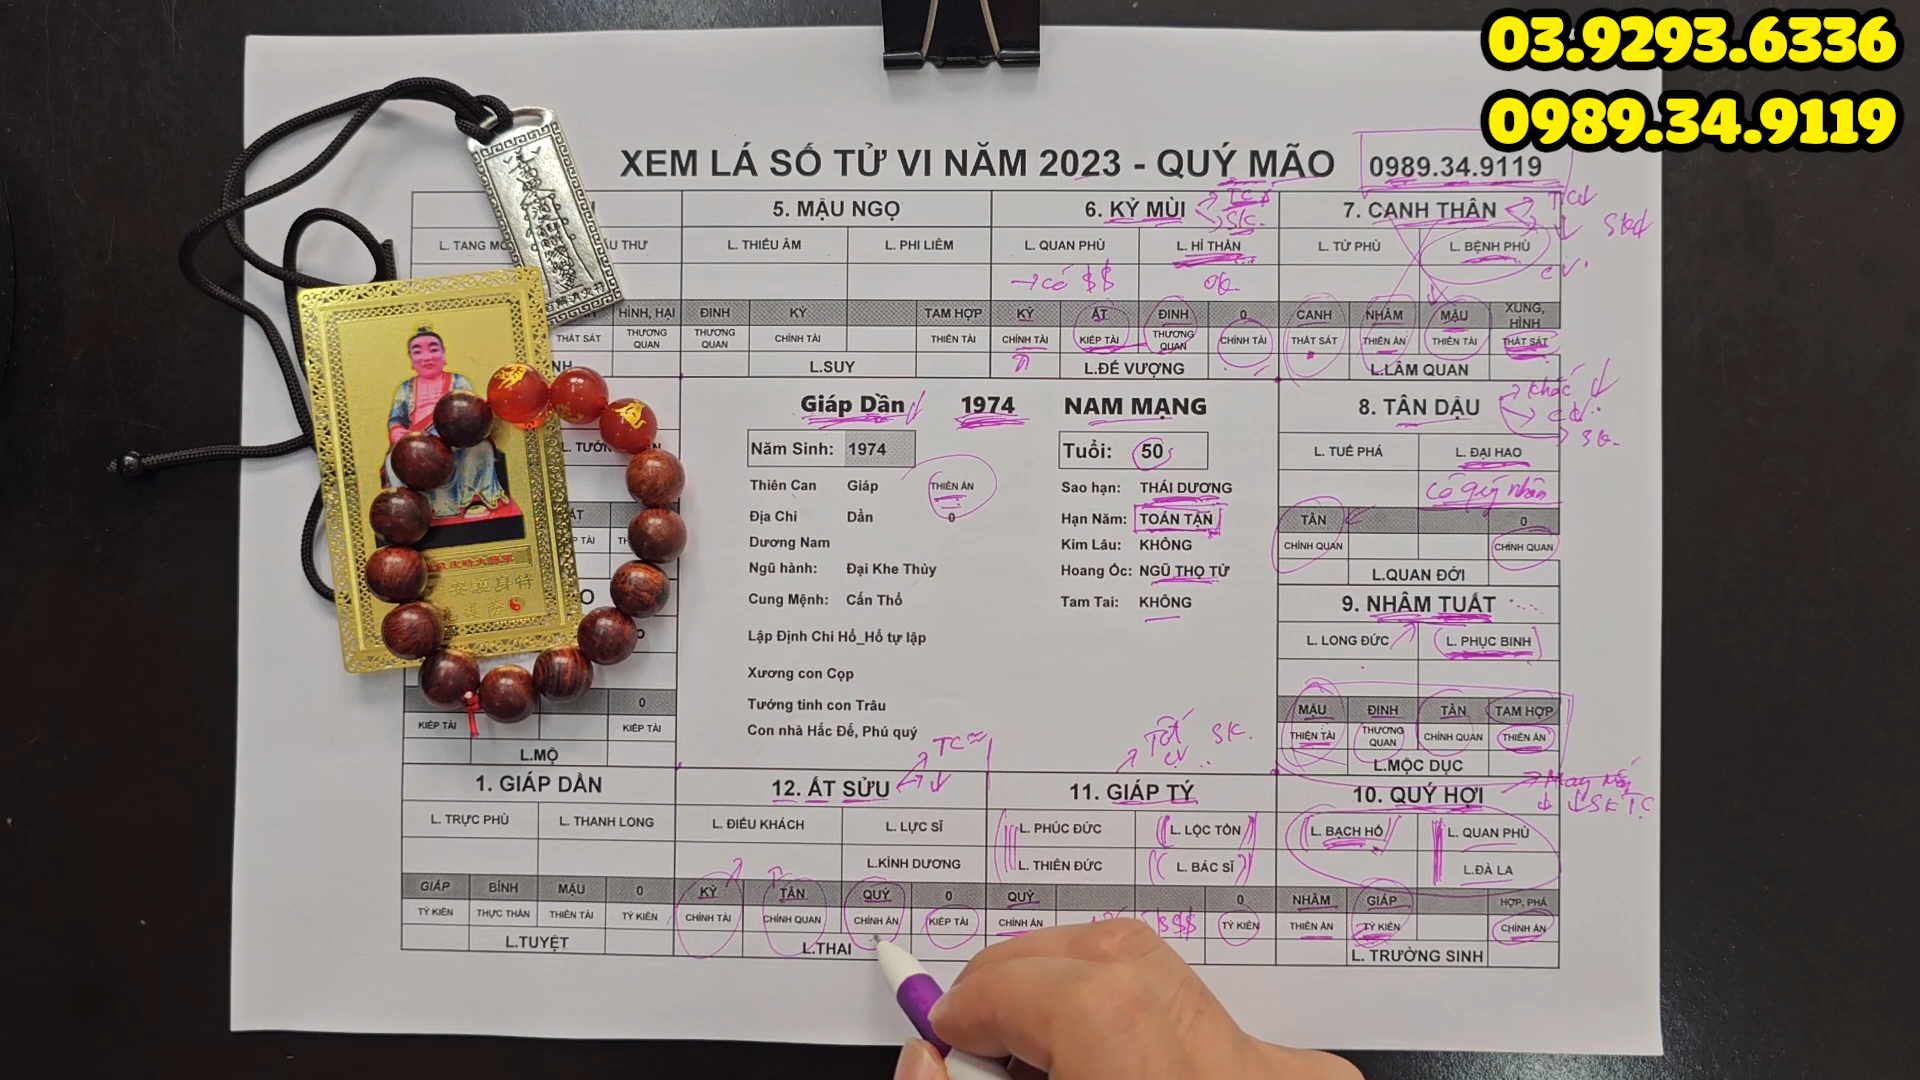 03.9293.6336
0989.34.9119
XEM LÁ SỐ TỬ VI NĂM 2023 - QUÝ MÃO 0989.34.9119
5. MẬU NGỌ
L. THIẾU ÂM L. PHI LIÊM
ĐINH KỶ TAM HỢP
THƯƠNG QUAN CHÍNH TÀI THIÊN TÀI
L.SUY
6. KỶ MÙI
TC
SK.
L. QUAN PHÙ L. HỈ THẦN
→ có $$ ok
KỶ ẤT ĐINH 0
CHÍNH TÀI KIẾP TÀI THƯƠNG QUAN CHÍNH TÀI
L.ĐẾ VƯỢNG
7. CANH THÂN
L. TỬ PHÙ L. BỆNH PHÙ
CANH NHÂM MẬU XUNG, HÌNH
THẤT SÁT THIÊN ẤN THIÊN TÀI THẤT SÁT
L.LÂM QUAN
L. TANG MÔ
HÌNH, HẠI
THẤT SÁT THƯƠNG QUAN
Giáp Dần 1974 NAM MẠNG
Năm Sinh: 1974 Tuổi: 50
Thiên Can Giáp THIÊN ẤN
Địa Chi Dần 0
Dương Nam
Ngũ hành: Đại Khe Thủy
Cung Mệnh: Cấn Thổ
Lập Định Chi Hổ_Hổ tự lập
Xương con Cọp
Tướng tinh con Trâu
Con nhà Hắc Đế, Phú quý
Sao hạn: THÁI DƯƠNG
Hạn Năm: TOÁN TẬN
Kim Lâu: KHÔNG
Hoang Ốc: NGŨ THỌ TỬ
Tam Tai: KHÔNG
8. TÂN DẬU
L. TUẾ PHÁ L. ĐẠI HAO
có quý nhân
TÂN 0
CHÍNH QUAN CHÍNH QUAN
L.QUAN ĐỚI
9. NHÂM TUẤT
L. LONG ĐỨC L. PHỤC BINH
MẬU ĐINH TÂN TAM HỢP
THIÊN TÀI THƯƠNG QUAN CHÍNH QUAN THIÊN ẤN
L.MỘC DỤC
0
KIẾP TÀI KIẾP TÀI
L.MỘ
1. GIÁP DẦN
L. TRỰC PHÙ L. THANH LONG
GIÁP BÍNH MẬU 0
TỶ KIÊN THỰC THẦN THIÊN TÀI TỶ KIÊN
L.TUYỆT
12. ẤT SỬU
L. ĐIẾU KHÁCH L. LỰC SĨ
L.KÌNH DƯƠNG
KỶ TÂN QUÝ 0
CHÍNH TÀI CHÍNH QUAN CHÍNH ẤN KIẾP TÀI
L.THAI
11. GIÁP TÝ
L. PHÚC ĐỨC L. LỘC TỒN
L. THIÊN ĐỨC L. BÁC SĨ
QUÝ 0
CHÍNH ẤN $$$ TỶ KIÊN
10. QUÝ HỢI
L. BẠCH HỔ L. QUAN PHÙ
L.ĐÀ LA
NHÂM GIÁP HỢP, PHÁ
THIÊN ẤN TỶ KIÊN CHÍNH ẤN
L. TRƯỜNG SINH